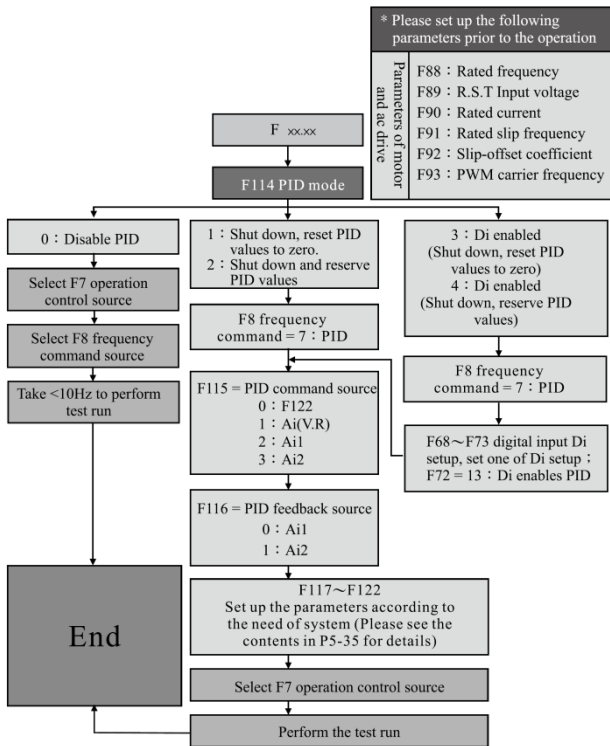 * Please set up the following
parameters prior to the operation
Parameters of motor
and ac drive
F88：Rated frequency
F89：R.S.T Input voltage
F90：Rated current
F91：Rated slip frequency
F92：Slip-offset coefficient
F93：PWM carrier frequency
F xx.xx
F114 PID mode
0：Disable PID
Select F7 operation
control source
Select F8 frequency
command source
Take <10Hz to perform
test run
1：Shut down, reset PID
values to zero.
2：Shut down and reserve
PID values
F8 frequency
command = 7：PID
3：Di enabled
(Shut down, reset PID
values to zero)
4：Di enabled
(Shut down, reserve PID
values)
F8 frequency
command = 7：PID
F68～F73 digital input Di
setup, set one of Di setup；
F72 = 13：Di enables PID
F115 = PID command source
0：F122
1：Ai(V.R)
2：Ai1
3：Ai2
F116 = PID feedback source
0：Ai1
1：Ai2
F117～F122
Set up the parameters according to
the need of system (Please see the
contents in P5-35 for details)
Select F7 operation control source
Perform the test run
End